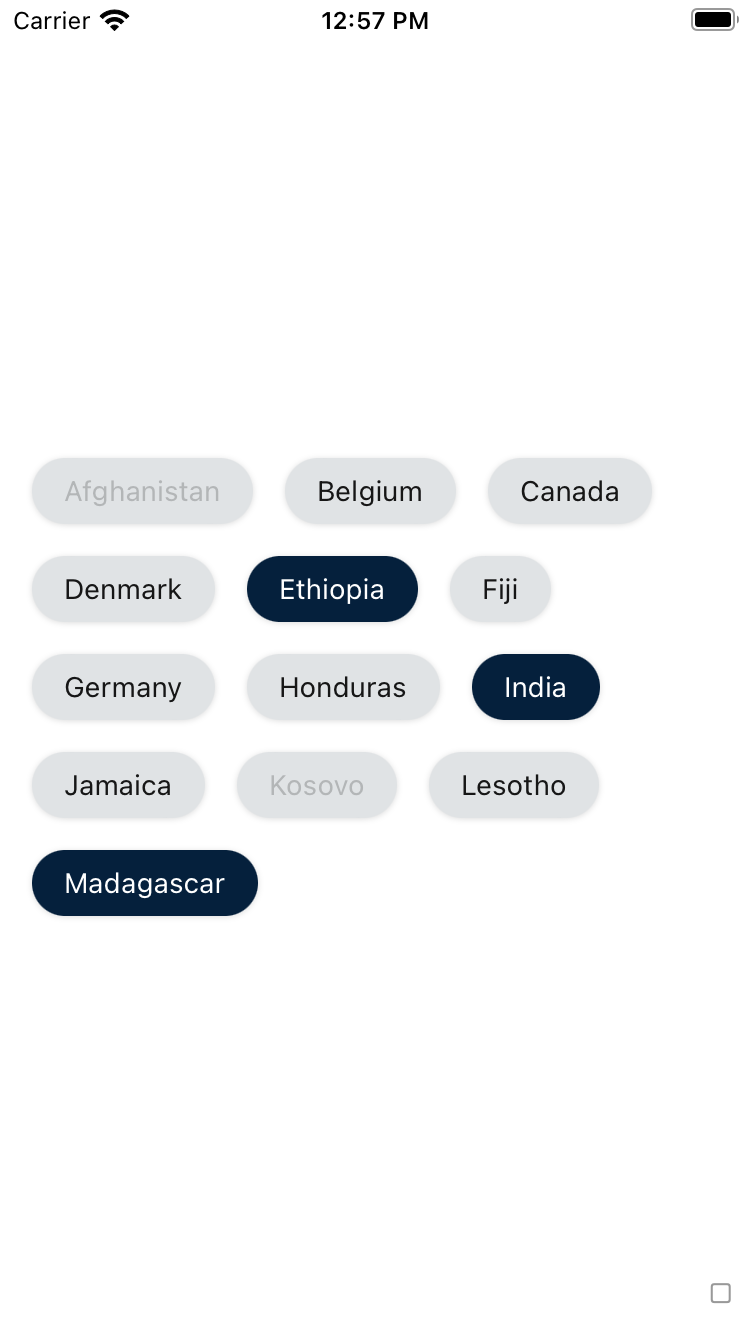 Carrier 12:57 PM
Afghanistan Belgium Canada
Denmark Ethiopia Fiji
Germany Honduras India
Jamaica Kosovo Lesotho
Madagascar